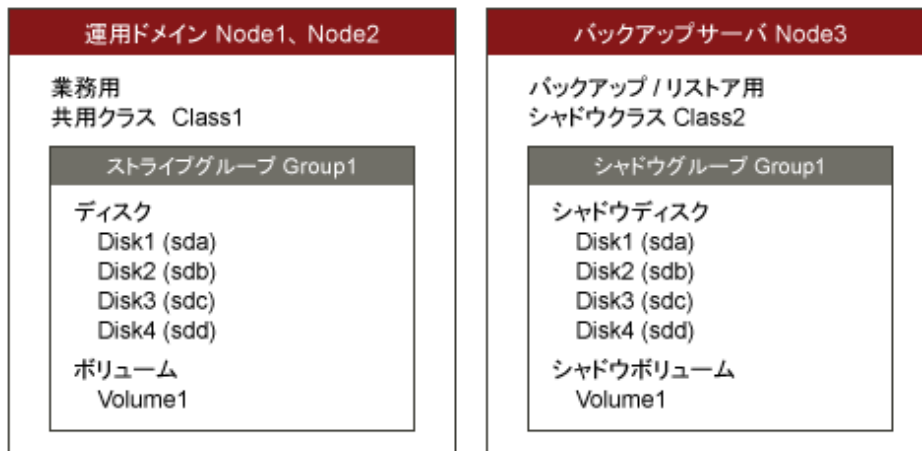 運用ドメイン Node1、Node2
業務用
共用クラス Class1
ストライプグループ Group1
ディスク
Disk1 (sda)
Disk2 (sdb)
Disk3 (sdc)
Disk4 (sdd)
ボリューム
Volume1
バックアップサーバ Node3
バックアップ / リストア用
シャドウクラス Class2
シャドウグループ Group1
シャドウディスク
Disk1 (sda)
Disk2 (sdb)
Disk3 (sdc)
Disk4 (sdd)
シャドウボリューム
Volume1